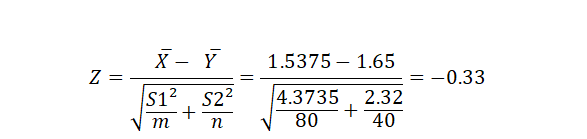 Z = (X̄ − Ȳ) / √(S1²/m + S2²/n) = (1.5375 − 1.65) / √(4.3735/80 + 2.32/40) = −0.33